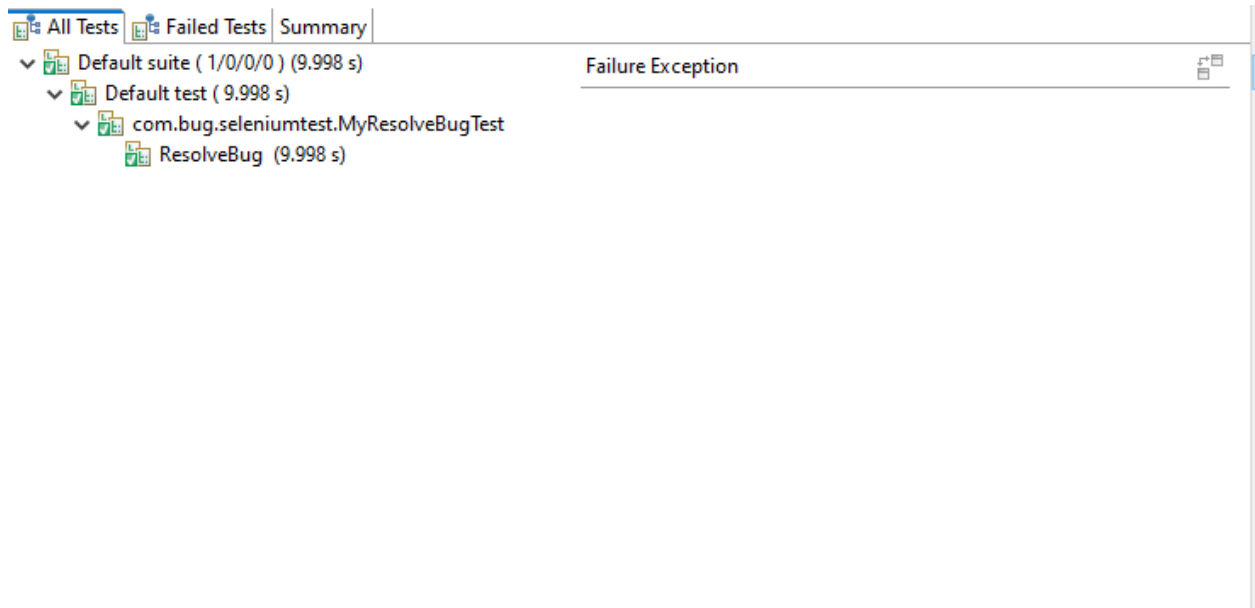 All Tests Failed Tests Summary
Default suite ( 1/0/0/0 ) (9.998 s)
Failure Exception
Default test ( 9.998 s)
com.bug.seleniumtest.MyResolveBugTest
ResolveBug (9.998 s)